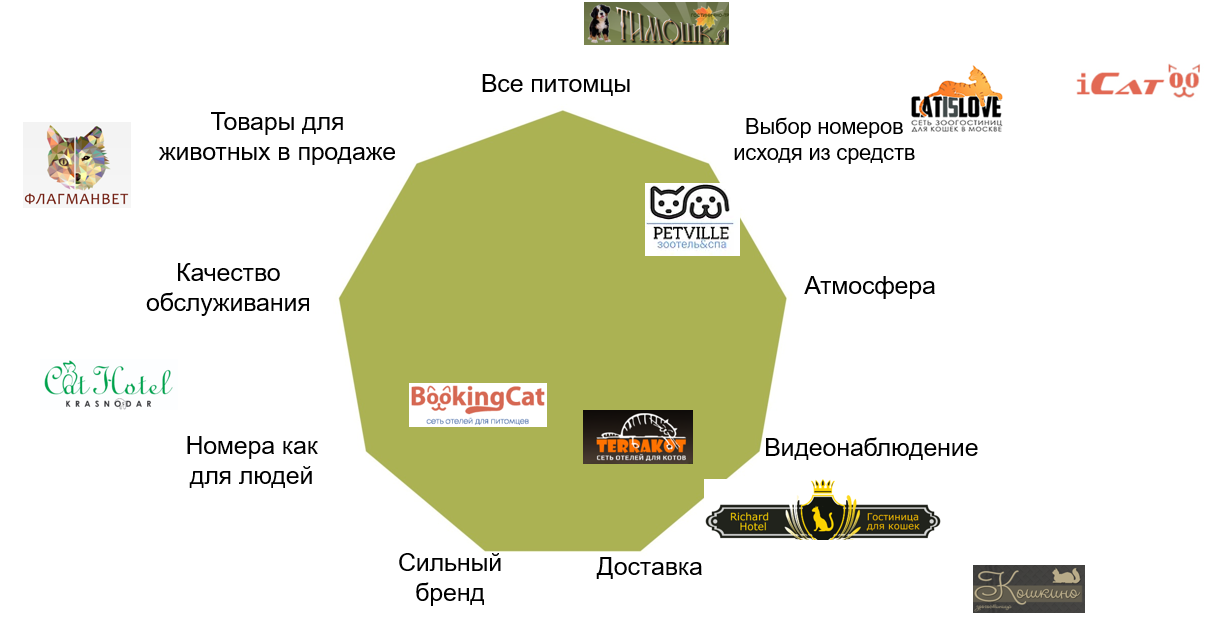 ТИМОШКА
Все питомцы
iCAT
CATISLOVE
СЕТЬ ЗООГОСТИНИЦ
ДЛЯ КОШЕК В МОСКВЕ
Товары для
животных в продаже
Выбор номеров
исходя из средств
ФЛАГМАНВЕТ
PETVILLE
зоотель&спа
Качество
обслуживания
Атмосфера
Cat Hotel
KRASNODAR
BookingCat
сеть отелей для питомцев
TERRAKOT
СЕТЬ ОТЕЛЕЙ ДЛЯ КОТОВ
Номера как
для людей
Видеонаблюдение
Richard
Hotel
Гостиница
для кошек
Сильный
бренд
Доставка
Кошкино